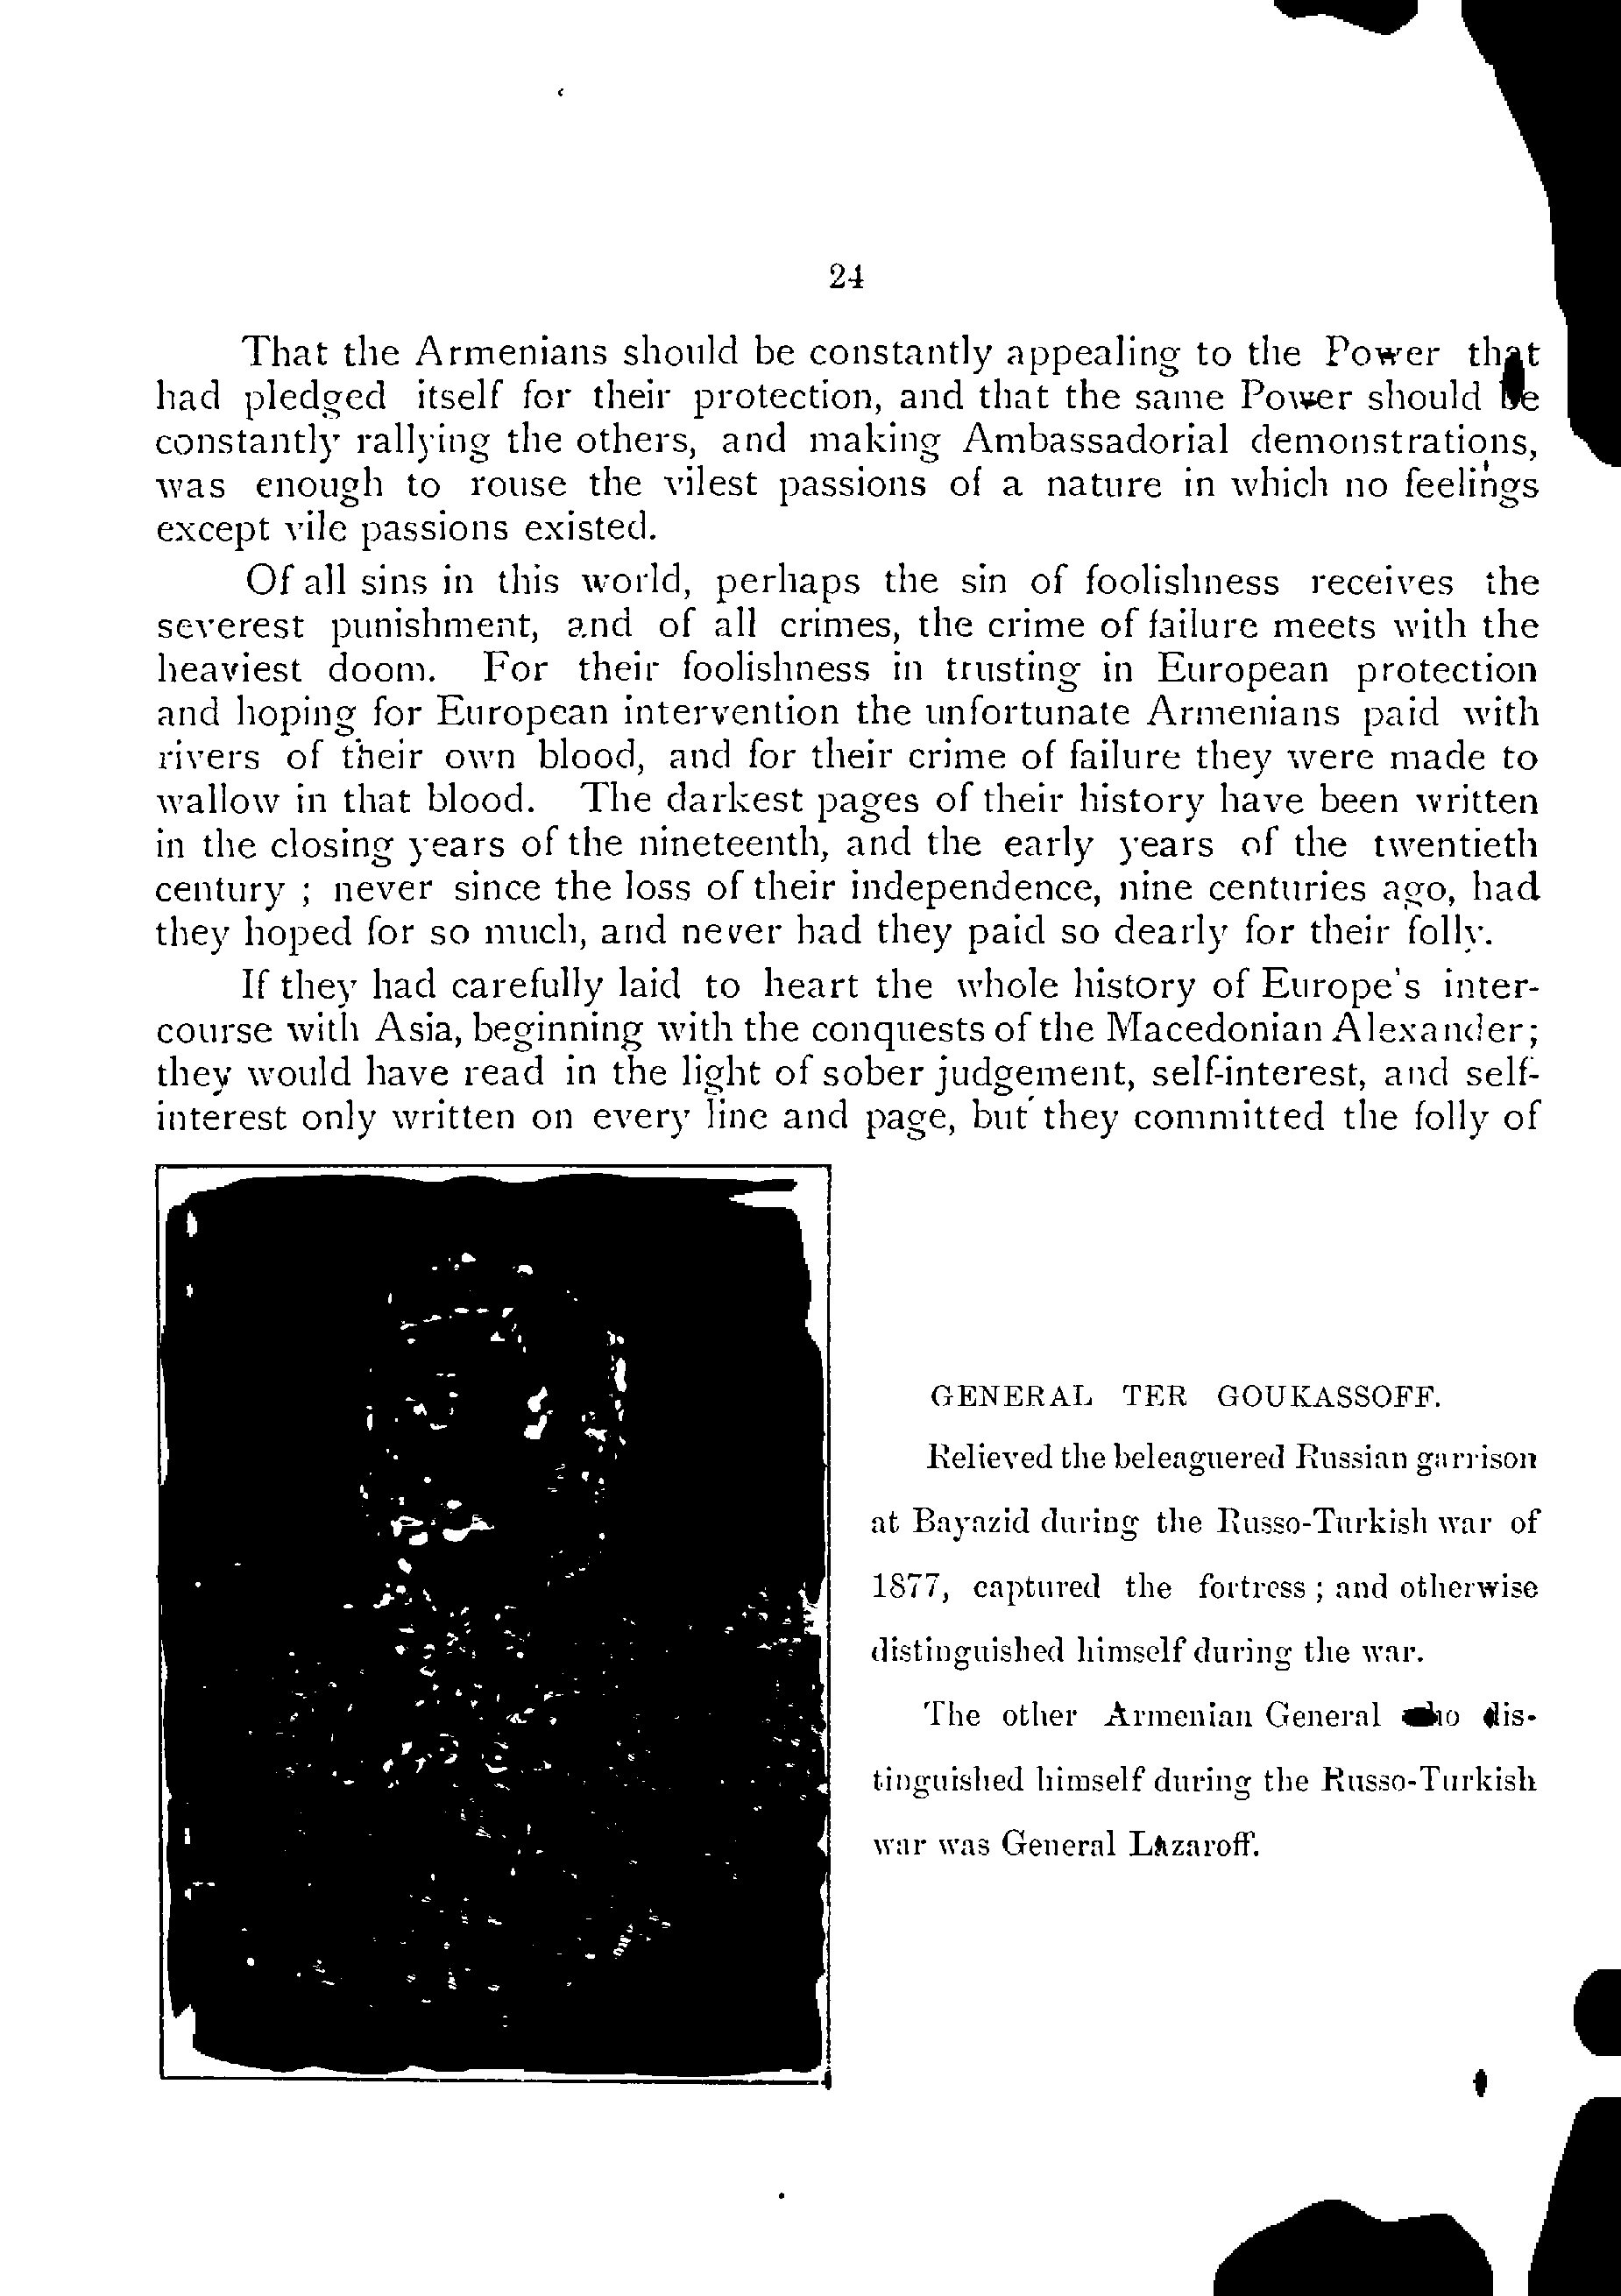 24
That the Armenians should be constantly appealing to the Power that
had pledged itself for their protection, and that the same Power should be
constantly rallying the others, and making Ambassadorial demonstrations,
was enough to rouse the vilest passions of a nature in which no feelings
except vile passions existed.
Of all sins in this world, perhaps the sin of foolishness receives the
severest punishment, and of all crimes, the crime of failure meets with the
heaviest doom. For their foolishness in trusting in European protection
and hoping for European intervention the unfortunate Armenians paid with
rivers of their own blood, and for their crime of failure they were made to
wallow in that blood. The darkest pages of their history have been written
in the closing years of the nineteenth, and the early years of the twentieth
century ; never since the loss of their independence, nine centuries ago, had
they hoped for so much, and never had they paid so dearly for their folly.
If they had carefully laid to heart the whole history of Europe's inter-
course with Asia, beginning with the conquests of the Macedonian Alexander;
they would have read in the light of sober judgement, self-interest, and self-
interest only written on every line and page, but they committed the folly of
GENERAL TER GOUKASSOFF.
Relieved the beleaguered Russian garrison
at Bayazid during the Russo-Turkish war of
1877, captured the fortress ; and otherwise
distinguished himself during the war.
The other Armenian General who dis-
tinguished himself during the Russo-Turkish
war was General Lazaroff.